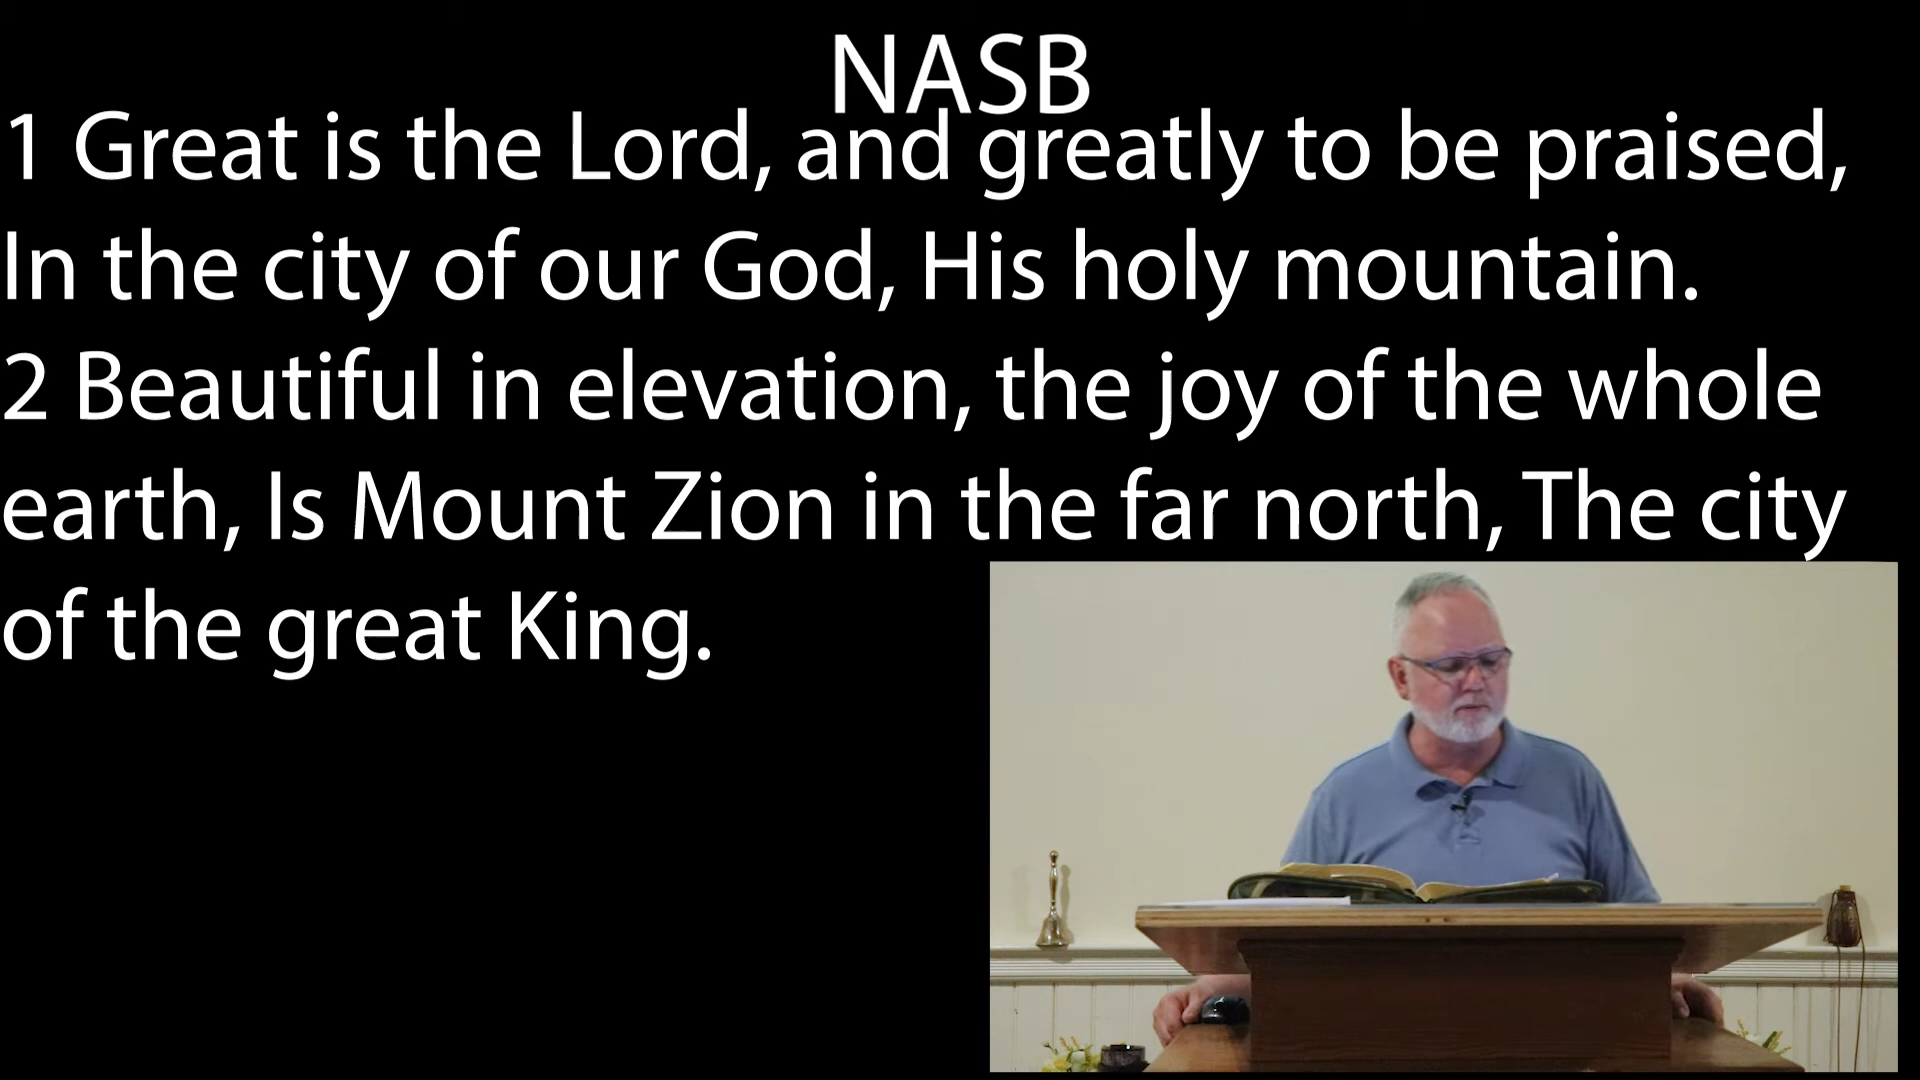 NASB
1 Great is the Lord, and greatly to be praised,
In the city of our God, His holy mountain.
2 Beautiful in elevation, the joy of the whole
earth, Is Mount Zion in the far north, The city
of the great King.